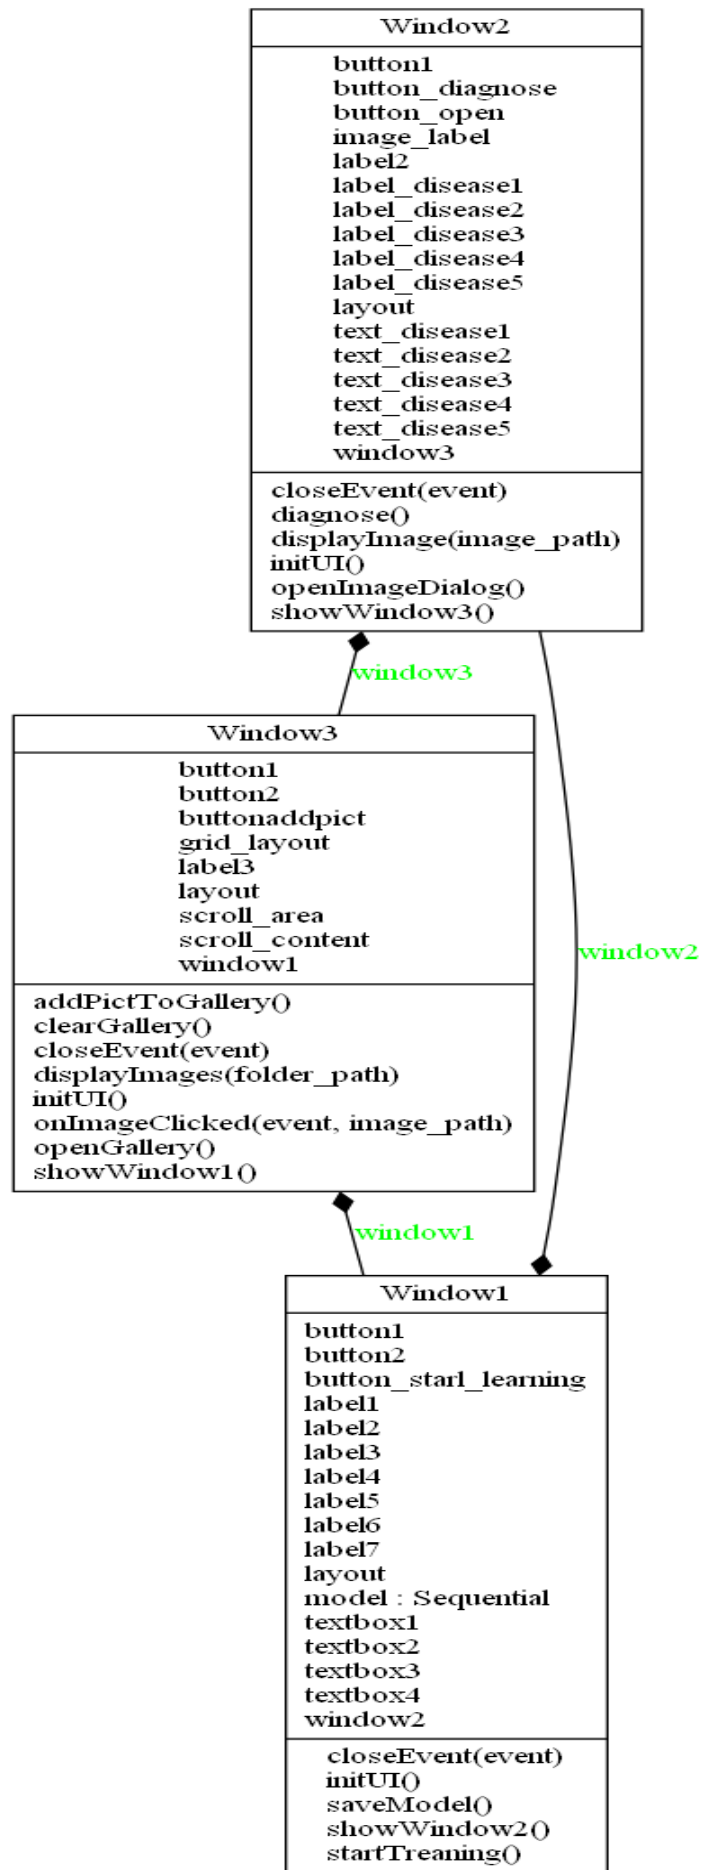 Window2
button1
button_diagnose
button_open
image_label
label2
label_disease1
label_disease2
label_disease3
label_disease4
label_disease5
layout
text_disease1
text_disease2
text_disease3
text_disease4
text_disease5
window3
closeEvent(event)
diagnose()
displayImage(image_path)
initUI()
openImageDialog()
showWindow3()
window3
Window3
button1
button2
buttonaddpict
grid_layout
label3
layout
scroll_area
scroll_content
window1
addPictToGallery()
clearGallery()
closeEvent(event)
displayImages(folder_path)
initUI()
onImageClicked(event, image_path)
openGallery()
showWindow1()
window2
window1
Window1
button1
button2
button_starl_learning
label1
label2
label3
label4
label5
label6
label7
layout
model : Sequential
textbox1
textbox2
textbox3
textbox4
window2
closeEvent(event)
initUI()
saveModel()
showWindow2()
startTreaning()